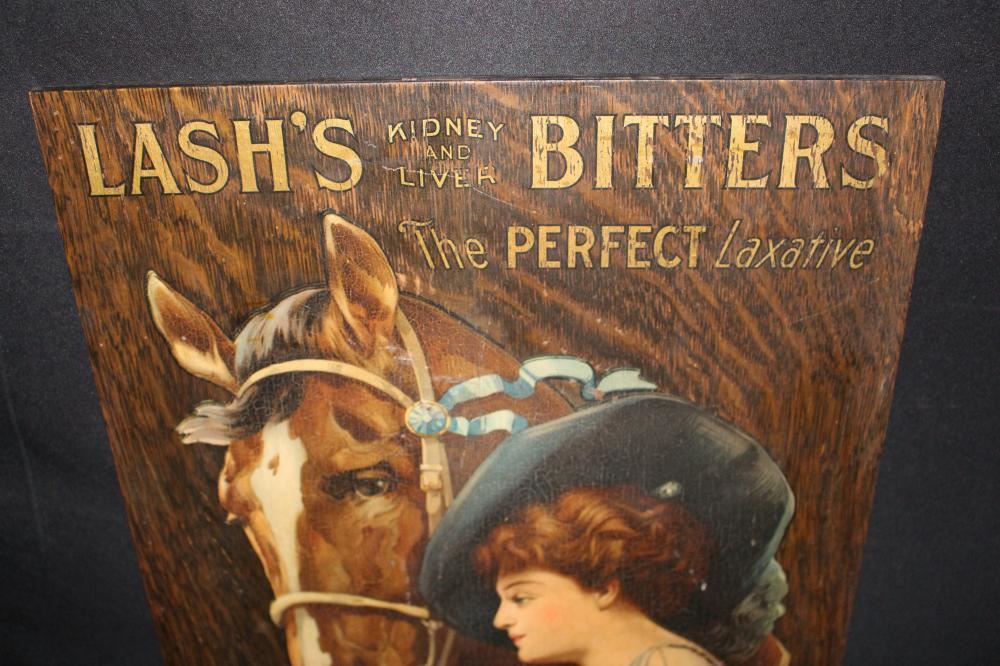 LASH'S KIDNEY AND LIVER BITTERS
The PERFECT Laxative